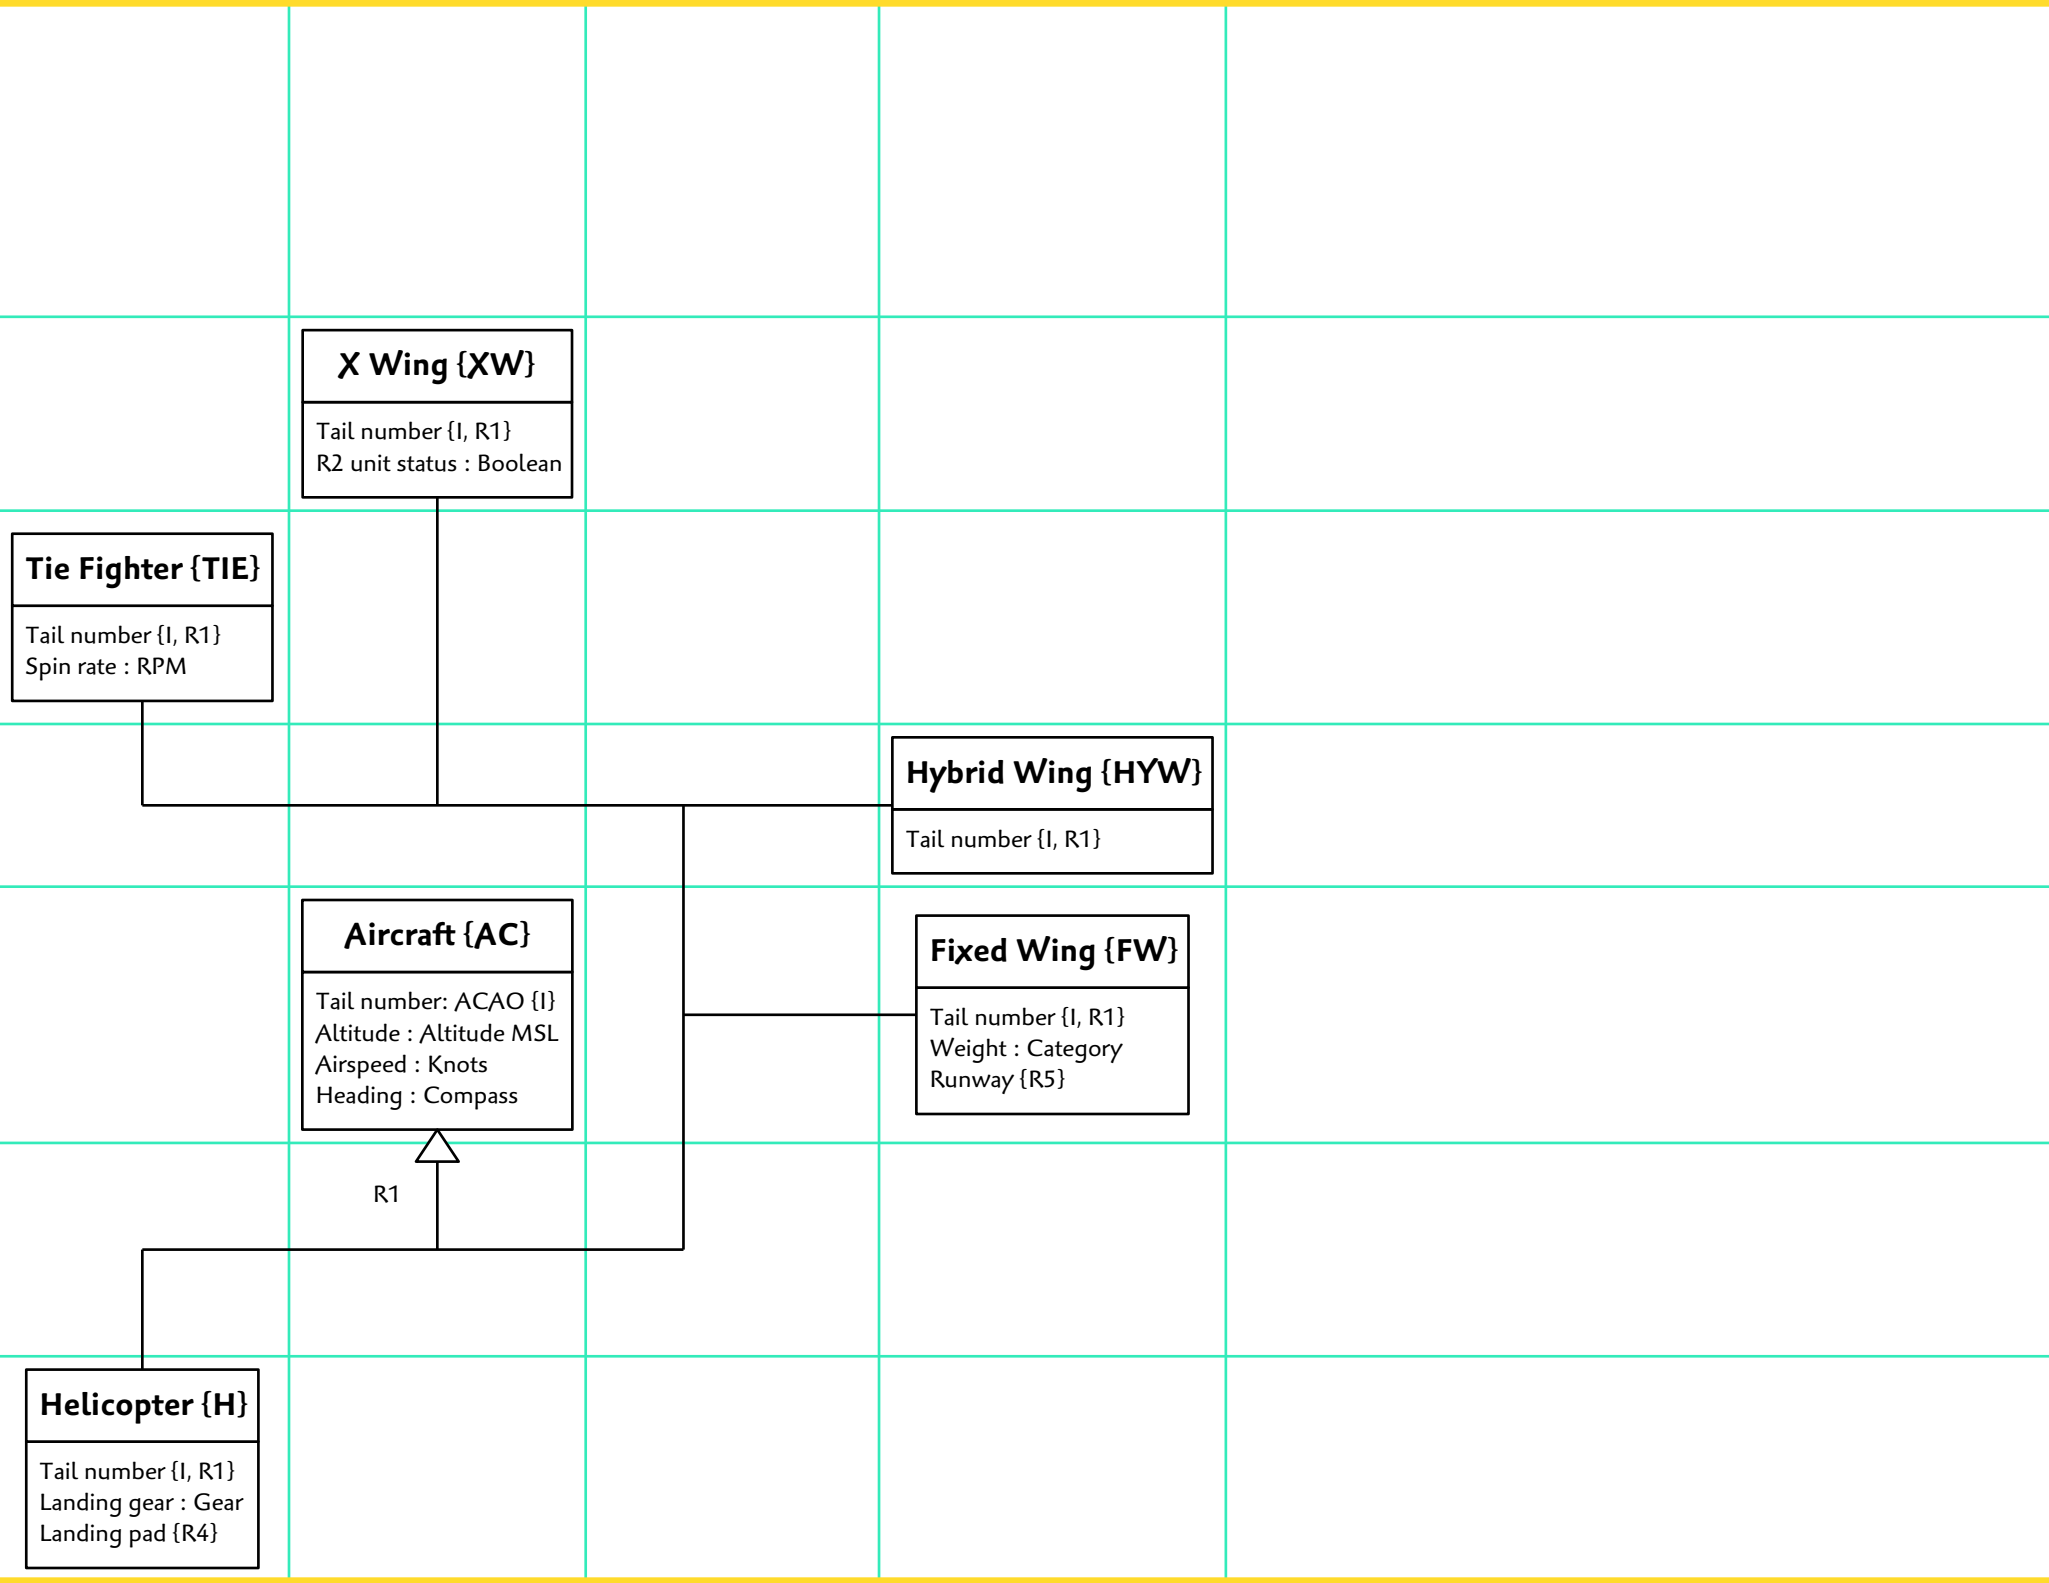 X Wing {XW}
Tail number {I, R1}
R2 unit status : Boolean
Tie Fighter {TIE}
Tail number {I, R1}
Spin rate : RPM
Hybrid Wing {HYW}
Tail number {I, R1}
Aircraft {AC}
Tail number: ACAO {I}
Altitude : Altitude MSL
Airspeed : Knots
Heading : Compass
Fixed Wing {FW}
Tail number {I, R1}
Weight : Category
Runway {R5}
R1
Helicopter {H}
Tail number {I, R1}
Landing gear : Gear
Landing pad {R4}